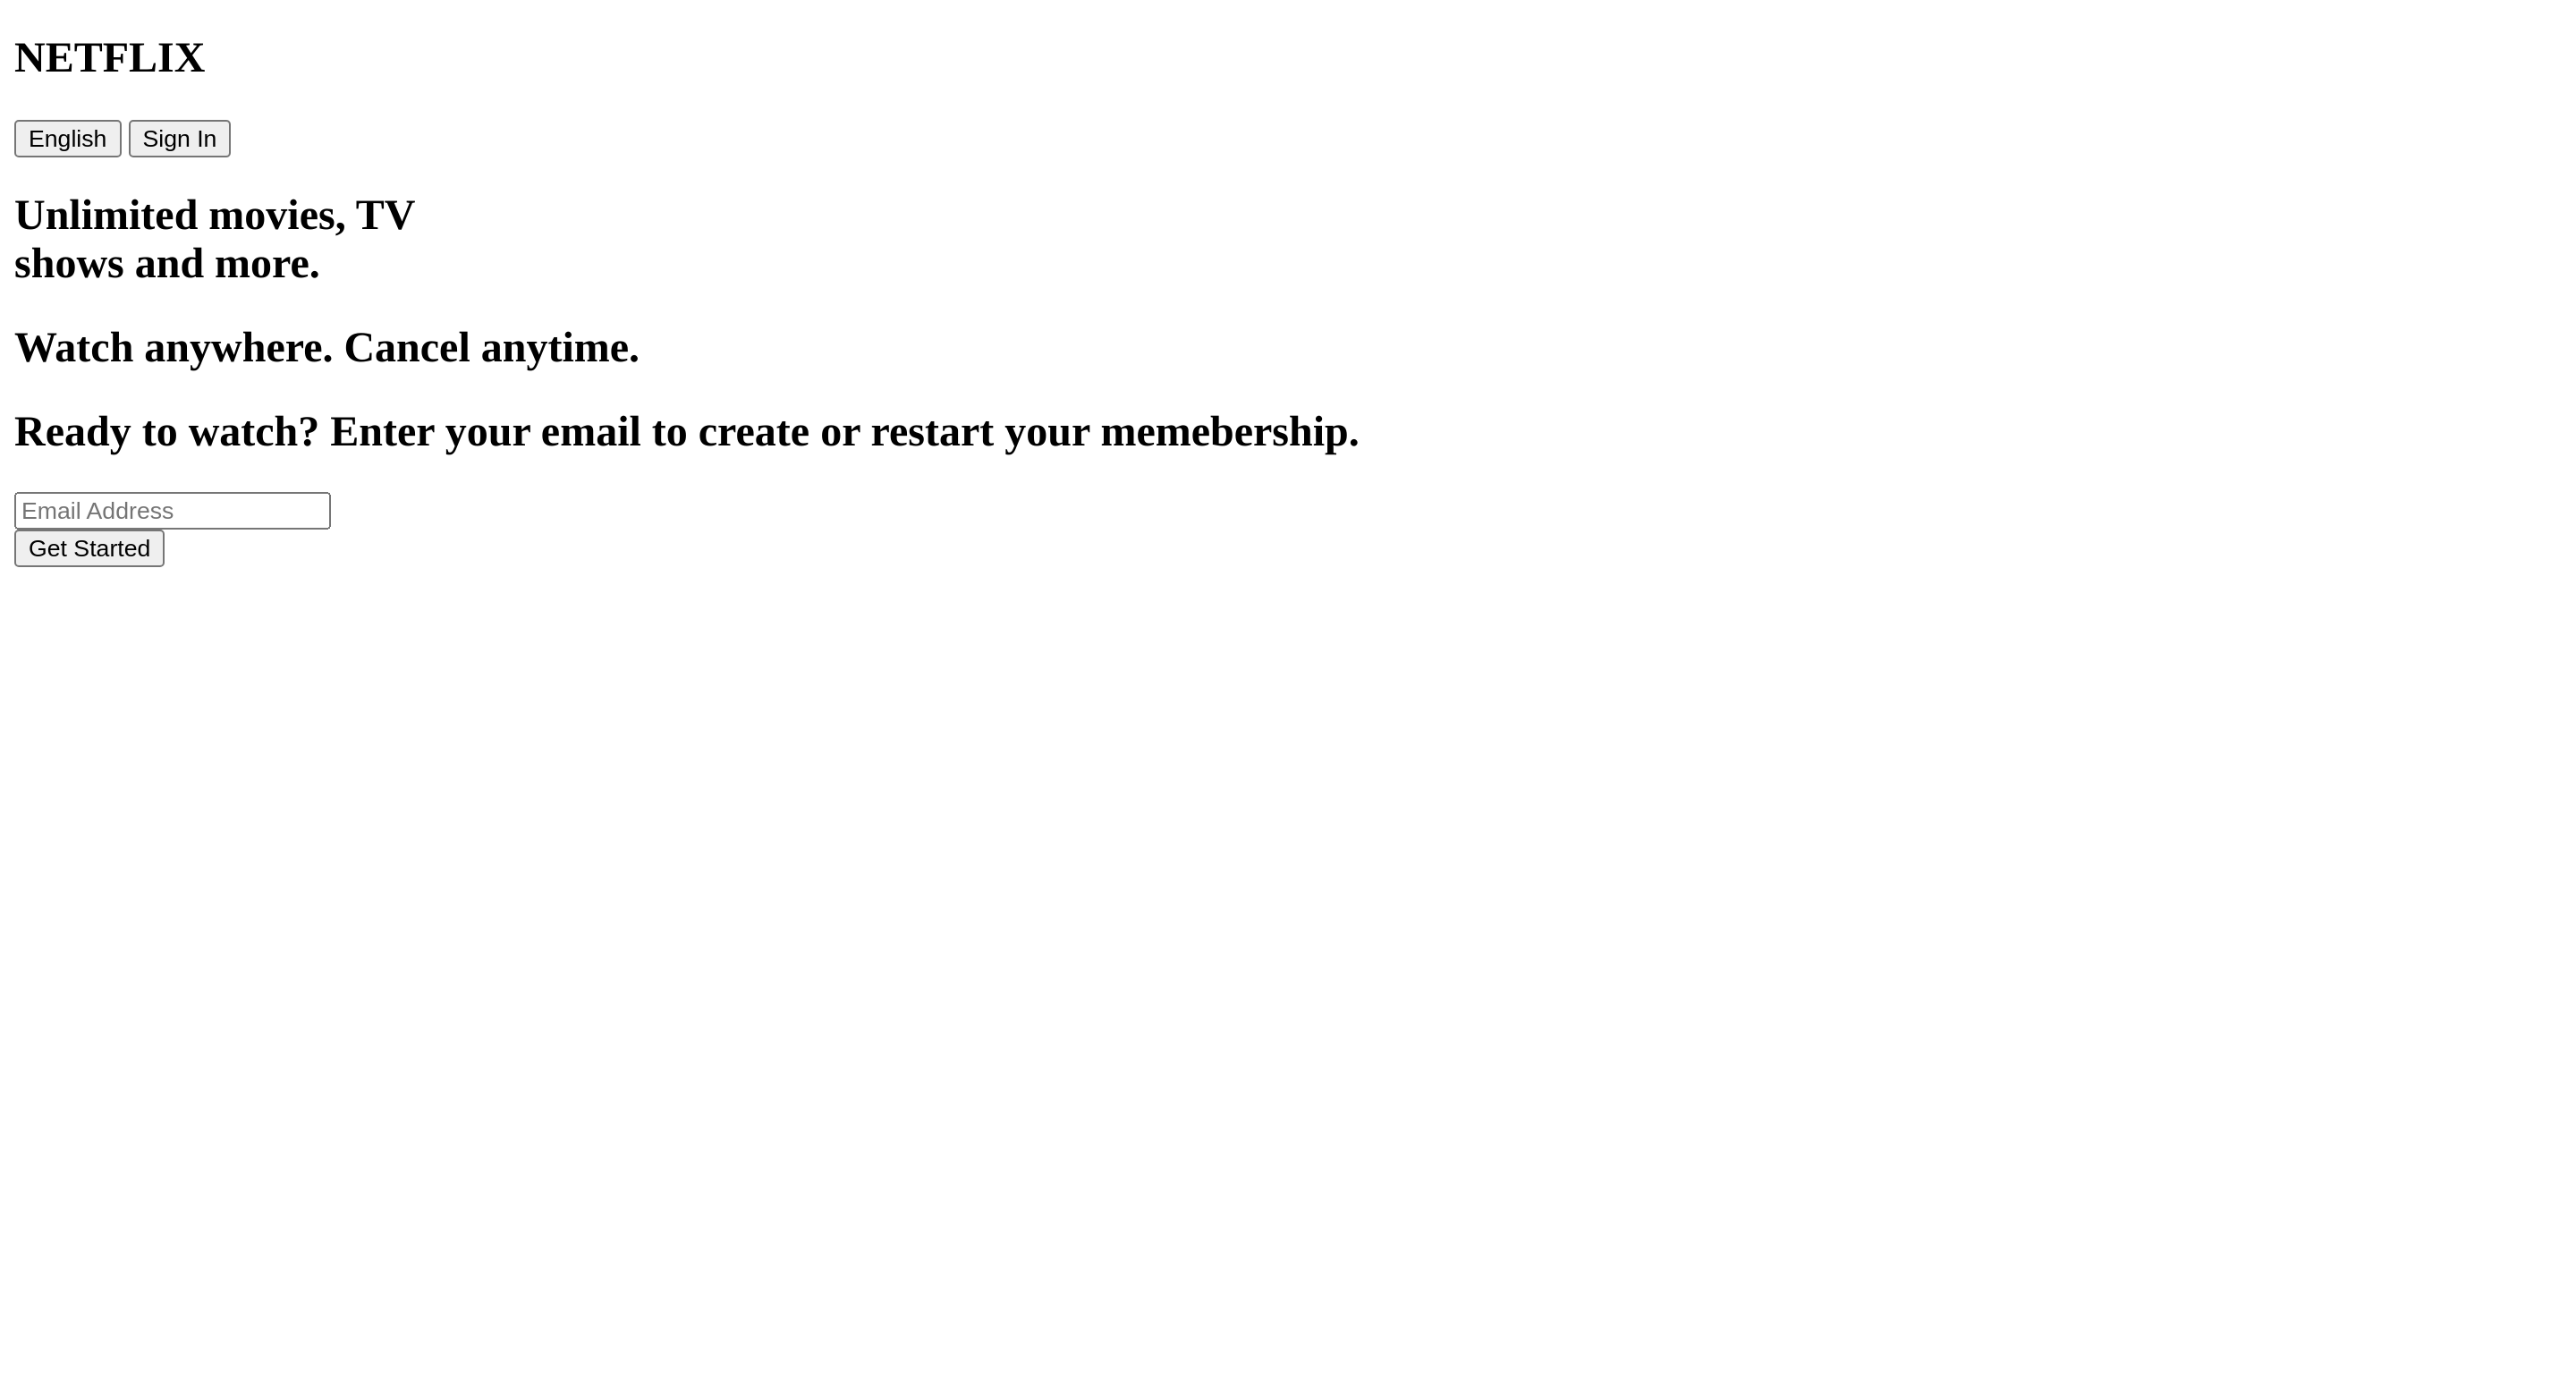 NETFLIX
English Sign In
Unlimited movies, TV
shows and more.
Watch anywhere. Cancel anytime.
Ready to watch? Enter your email to create or restart your memebership.
Email Address
Get Started